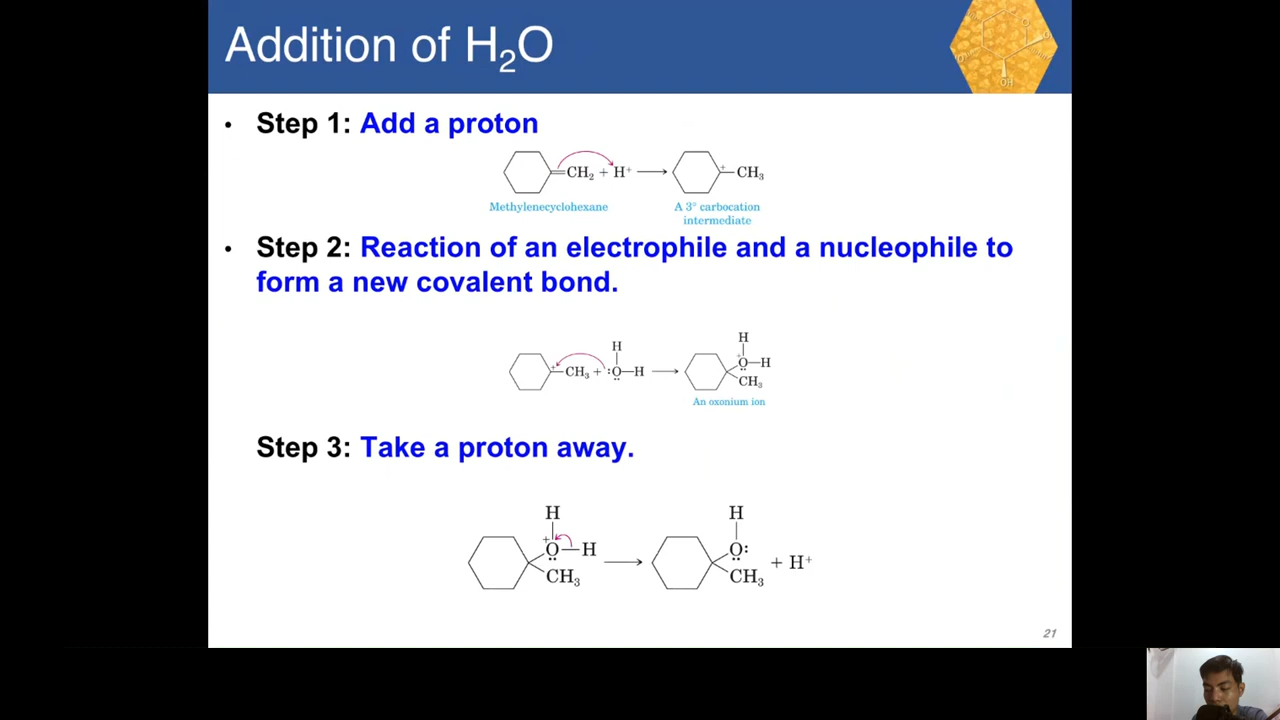 Addition of H₂O
O
OH
• Step 1: Add a proton
=CH₂ + H⁺ ⟶ + —CH₃
Methylenecyclohexane
A 3° carbocation
intermediate
• Step 2: Reaction of an electrophile and a nucleophile to
form a new covalent bond.
H
H
+ —CH₃ + :O—H ⟶ + O—H
CH₃
An oxonium ion
Step 3: Take a proton away.
H
H
+ O—H ⟶ O:
CH₃
CH₃ + H⁺
21